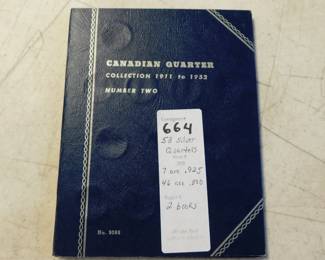 CANADIAN QUARTER
COLLECTION 1911 to 1952
NUMBER TWO
664
53 Silver
Quarters
7 are .925
46 are .800
2 books
No. 9088